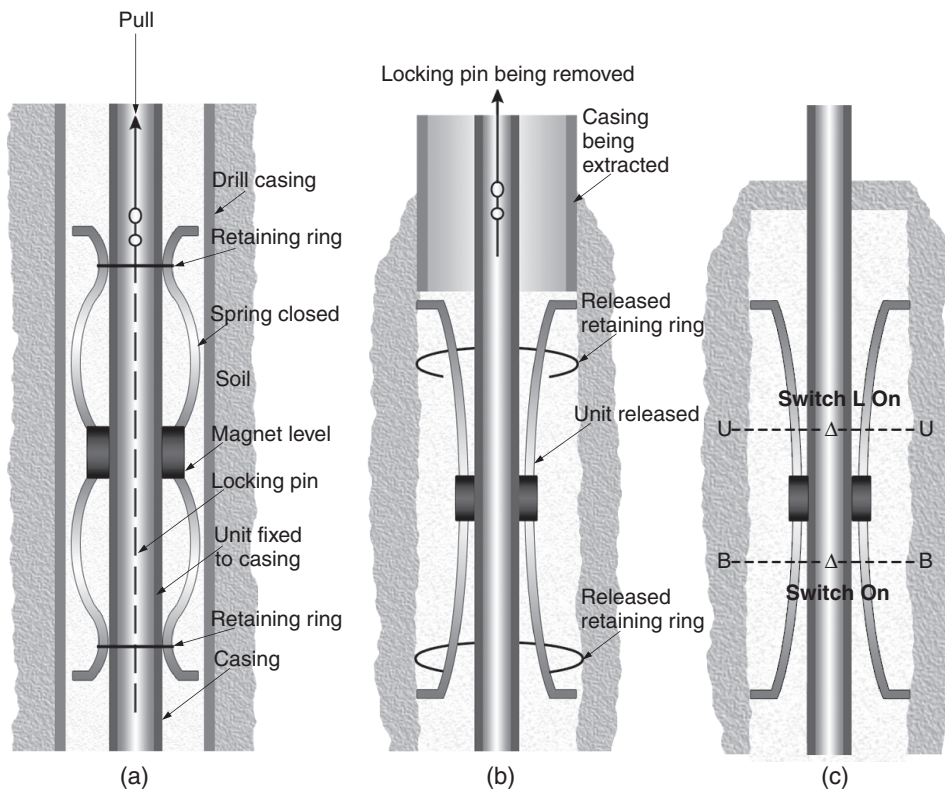 Pull
Drill casing
Retaining ring
Spring closed
Soil
Magnet level
Locking pin
Unit fixed
to casing
Retaining ring
Casing
(a)
Locking pin being removed
Casing
being
extracted
Released
retaining ring
Unit released
Released
retaining ring
(b)
Switch L On
U Δ U
B Δ B
Switch On
(c)